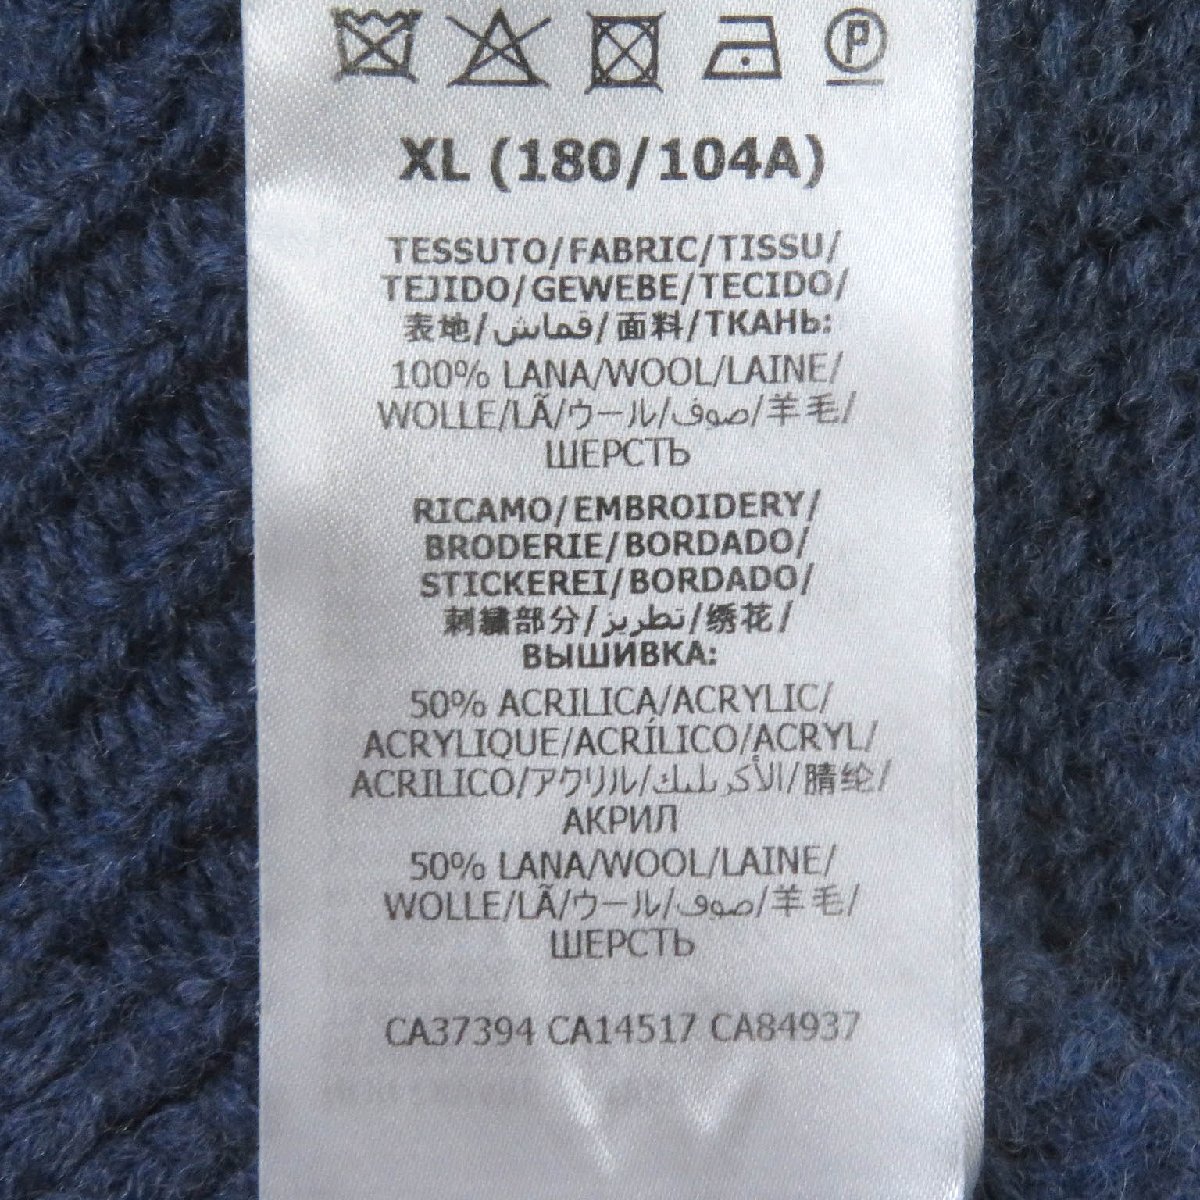 P
XL (180/104A)
TESSUTO/FABRIC/TISSU/
TEJIDO/GEWEBE/TECIDO/
表地/قماش/面料/ТКАНЬ:
100% LANA/WOOL/LAINE/
WOLLE/LÃ/ウール/صوف/羊毛/
ШЕРСТЬ
RICAMO/EMBROIDERY/
BRODERIE/BORDADO/
STICKEREI/BORDADO/
刺繍部分/تطريز/绣花/
ВЫШИВКА:
50% ACRILICA/ACRYLIC/
ACRYLIQUE/ACRÍLICO/ACRYL/
ACRILICO/アクリル/الأكريليك/腈纶/
АКРИЛ
50% LANA/WOOL/LAINE/
WOLLE/LÃ/ウール/صوف/羊毛/
ШЕРСТЬ
CA37394 CA14517 CA84937